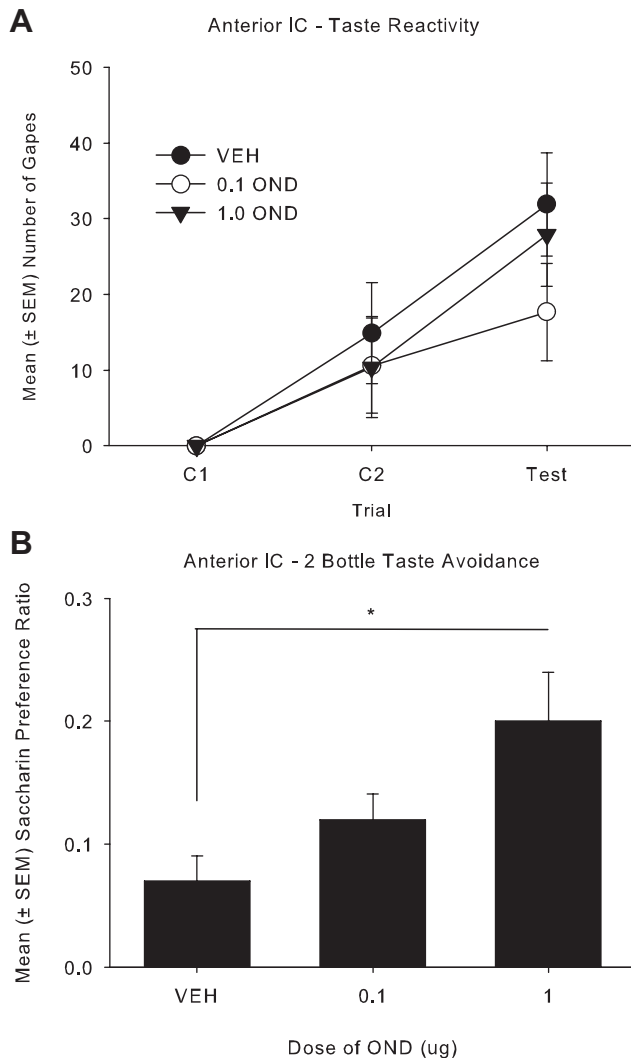 A
Anterior IC - Taste Reactivity
Mean (± SEM) Number of Gapes
50
40
30
20
10
0
VEH
0.1 OND
1.0 OND
C1 C2 Test
Trial
B
Anterior IC - 2 Bottle Taste Avoidance
Mean (± SEM) Saccharin Preference Ratio
0.3
0.2
0.1
0.0
*
VEH 0.1 1
Dose of OND (ug)